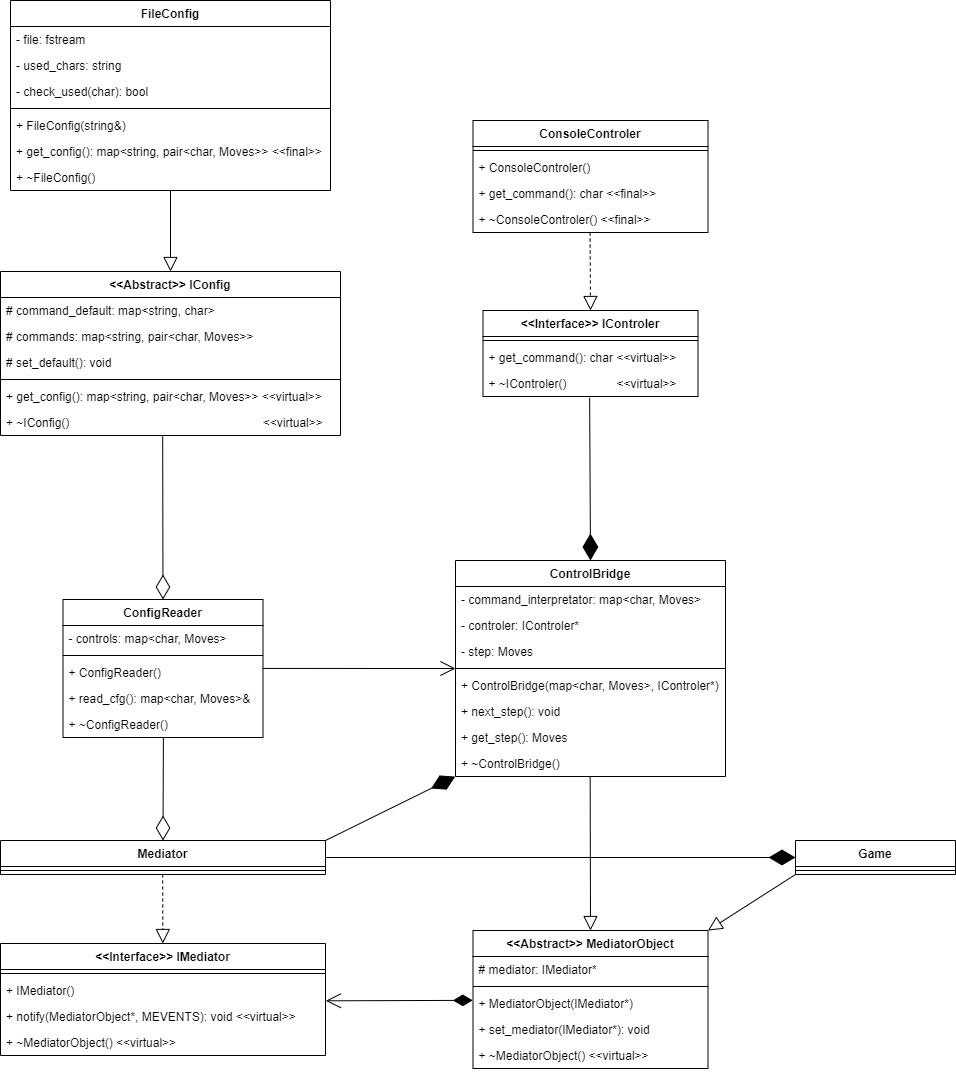 FileConfig
- file: fstream
- used_chars: string
- check_used(char): bool
+ FileConfig(string&)
+ get_config(): map<string, pair<char, Moves>> <<final>>
+ ~FileConfig()
ConsoleControler
+ ConsoleControler()
+ get_command(): char <<final>>
+ ~ConsoleControler() <<final>>
<<Abstract>> IConfig
# command_default: map<string, char>
# commands: map<string, pair<char, Moves>>
# set_default(): void
+ get_config(): map<string, pair<char, Moves>> <<virtual>>
+ ~IConfig() <<virtual>>
<<Interface>> IControler
+ get_command(): char <<virtual>>
+ ~IControler() <<virtual>>
ConfigReader
- controls: map<char, Moves>
+ ConfigReader()
+ read_cfg(): map<char, Moves>&
+ ~ConfigReader()
ControlBridge
- command_interpretator: map<char, Moves>
- controler: IControler*
- step: Moves
+ ControlBridge(map<char, Moves>, IControler*)
+ next_step(): void
+ get_step(): Moves
+ ~ControlBridge()
Mediator
Game
<<Interface>> IMediator
+ IMediator()
+ notify(MediatorObject*, MEVENTS): void <<virtual>>
+ ~MediatorObject() <<virtual>>
<<Abstract>> MediatorObject
# mediator: IMediator*
+ MediatorObject(IMediator*)
+ set_mediator(IMediator*): void
+ ~MediatorObject() <<virtual>>